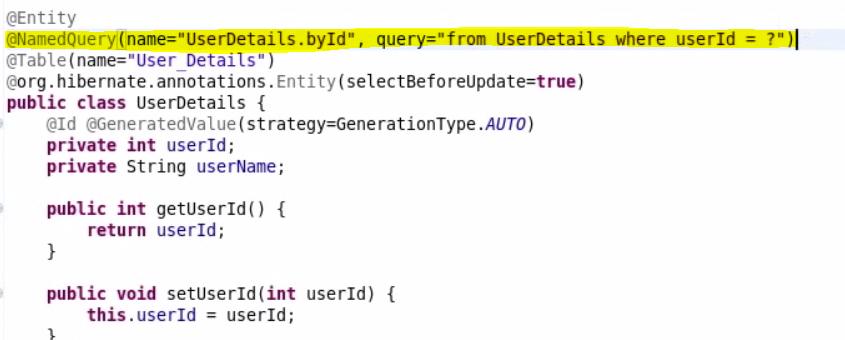 @Entity
@NamedQuery(name="UserDetails.byId", query="from UserDetails where userId = ?")
@Table(name="User_Details")
@org.hibernate.annotations.Entity(selectBeforeUpdate=true)
public class UserDetails {
    @Id @GeneratedValue(strategy=GenerationType.AUTO)
    private int userId;
    private String userName;

    public int getUserId() {
        return userId;
    }

    public void setUserId(int userId) {
        this.userId = userId;
    }